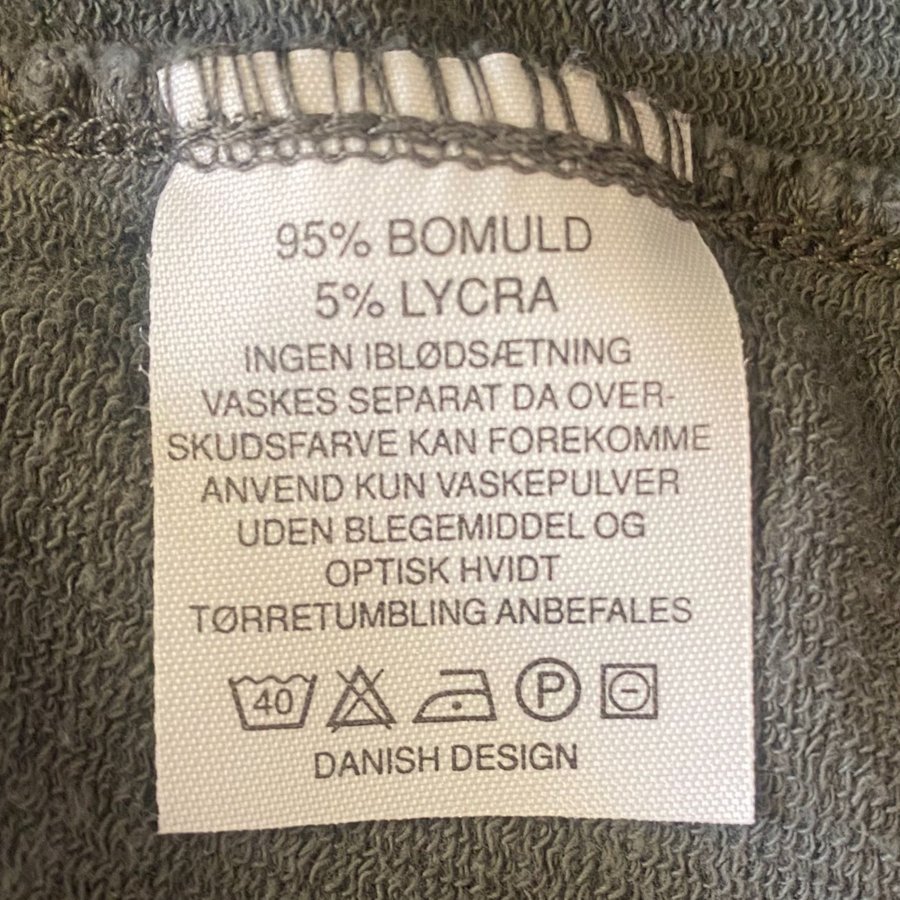 95% BOMULD
5% LYCRA
INGEN IBLØDSÆTNING
VASKES SEPARAT DA OVER-
SKUDSFARVE KAN FOREKOMME
ANVEND KUN VASKEPULVER
UDEN BLEGEMIDDEL OG
OPTISK HVIDT
TØRRETUMBLING ANBEFALES
40 P
DANISH DESIGN